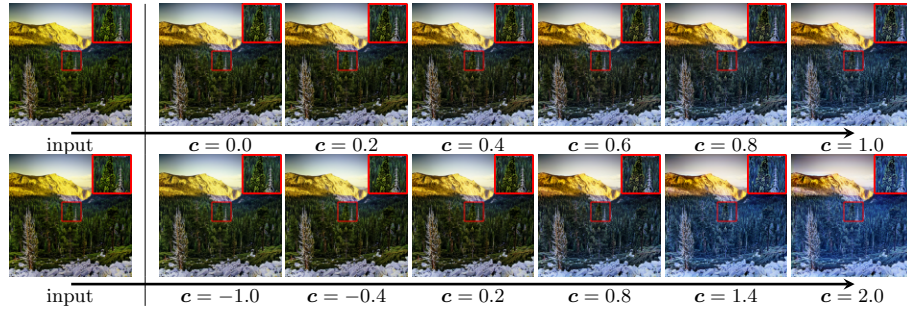 input c = 0.0 c = 0.2 c = 0.4 c = 0.6 c = 0.8 c = 1.0
input c = −1.0 c = −0.4 c = 0.2 c = 0.8 c = 1.4 c = 2.0